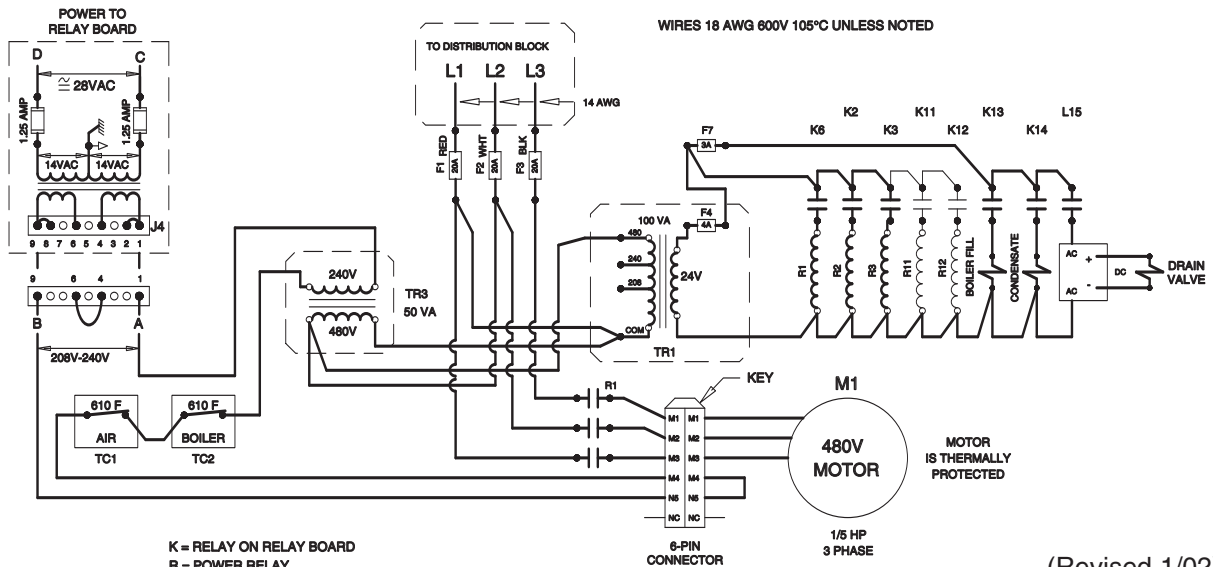 POWER TO
RELAY BOARD
D
C
≅ 28VAC
1.25 AMP
1.25 AMP
14VAC
14VAC
J4
9 8 7 6 5 4 3 2 1
9 6 4 1
B
A
208V-240V
610 F
AIR
TC1
610 F
BOILER
TC2
240V
480V
TR3
50 VA
TO DISTRIBUTION BLOCK
L1 L2 L3
14 AWG
F1 RED
20A
F2 WHT
20A
F3 BLK
20A
WIRES 18 AWG 600V 105°C UNLESS NOTED
100 VA
480
240
208
COM
24V
TR1
F7
3A
F4
4A
K6
K2
K3
K11
K12
K13
K14
L15
R1
R2
R3
R11
R12
BOILER FILL
CONDENSATE
AC
AC
+
-
DC
DRAIN
VALVE
R1
KEY
M1 M1
M2 M2
M3 M3
M4 M4
N5 N5
NC NC
6-PIN
CONNECTOR
M1
480V
MOTOR
1/5 HP
3 PHASE
MOTOR
IS THERMALLY
PROTECTED
K = RELAY ON RELAY BOARD
R = POWER RELAY
(Revised 1/02